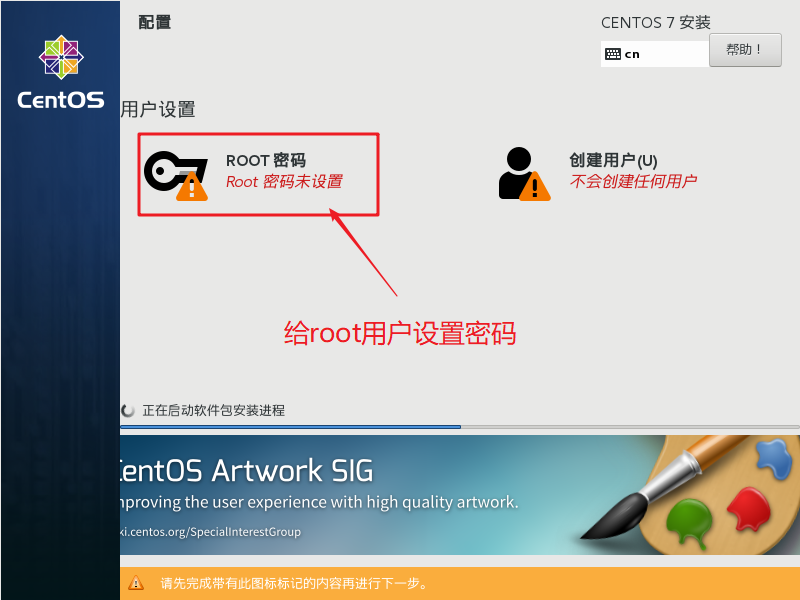 配置
CENTOS 7 安装
cn
帮助！
CentOS
用户设置
ROOT 密码
Root 密码未设置
创建用户(U)
不会创建任何用户
给root用户设置密码
正在启动软件包安装进程
CentOS Artwork SIG
mproving the user experience with high quality artwork.
ki.centos.org/SpecialInterestGroup
请先完成带有此图标标记的内容再进行下一步。